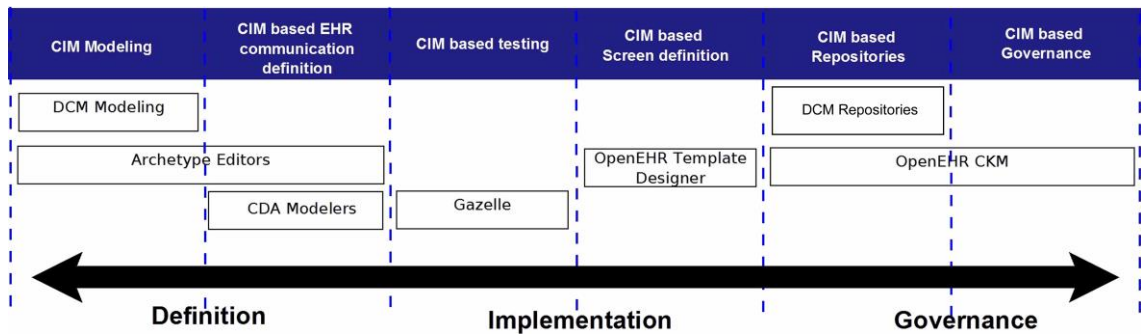 CIM Modeling
CIM based EHR
communication
definition
CIM based testing
CIM based
Screen definition
CIM based
Repositories
CIM based
Governance
DCM Modeling
DCM Repositories
Archetype Editors
OpenEHR Template
Designer
OpenEHR CKM
CDA Modelers
Gazelle
Definition
Implementation
Governance